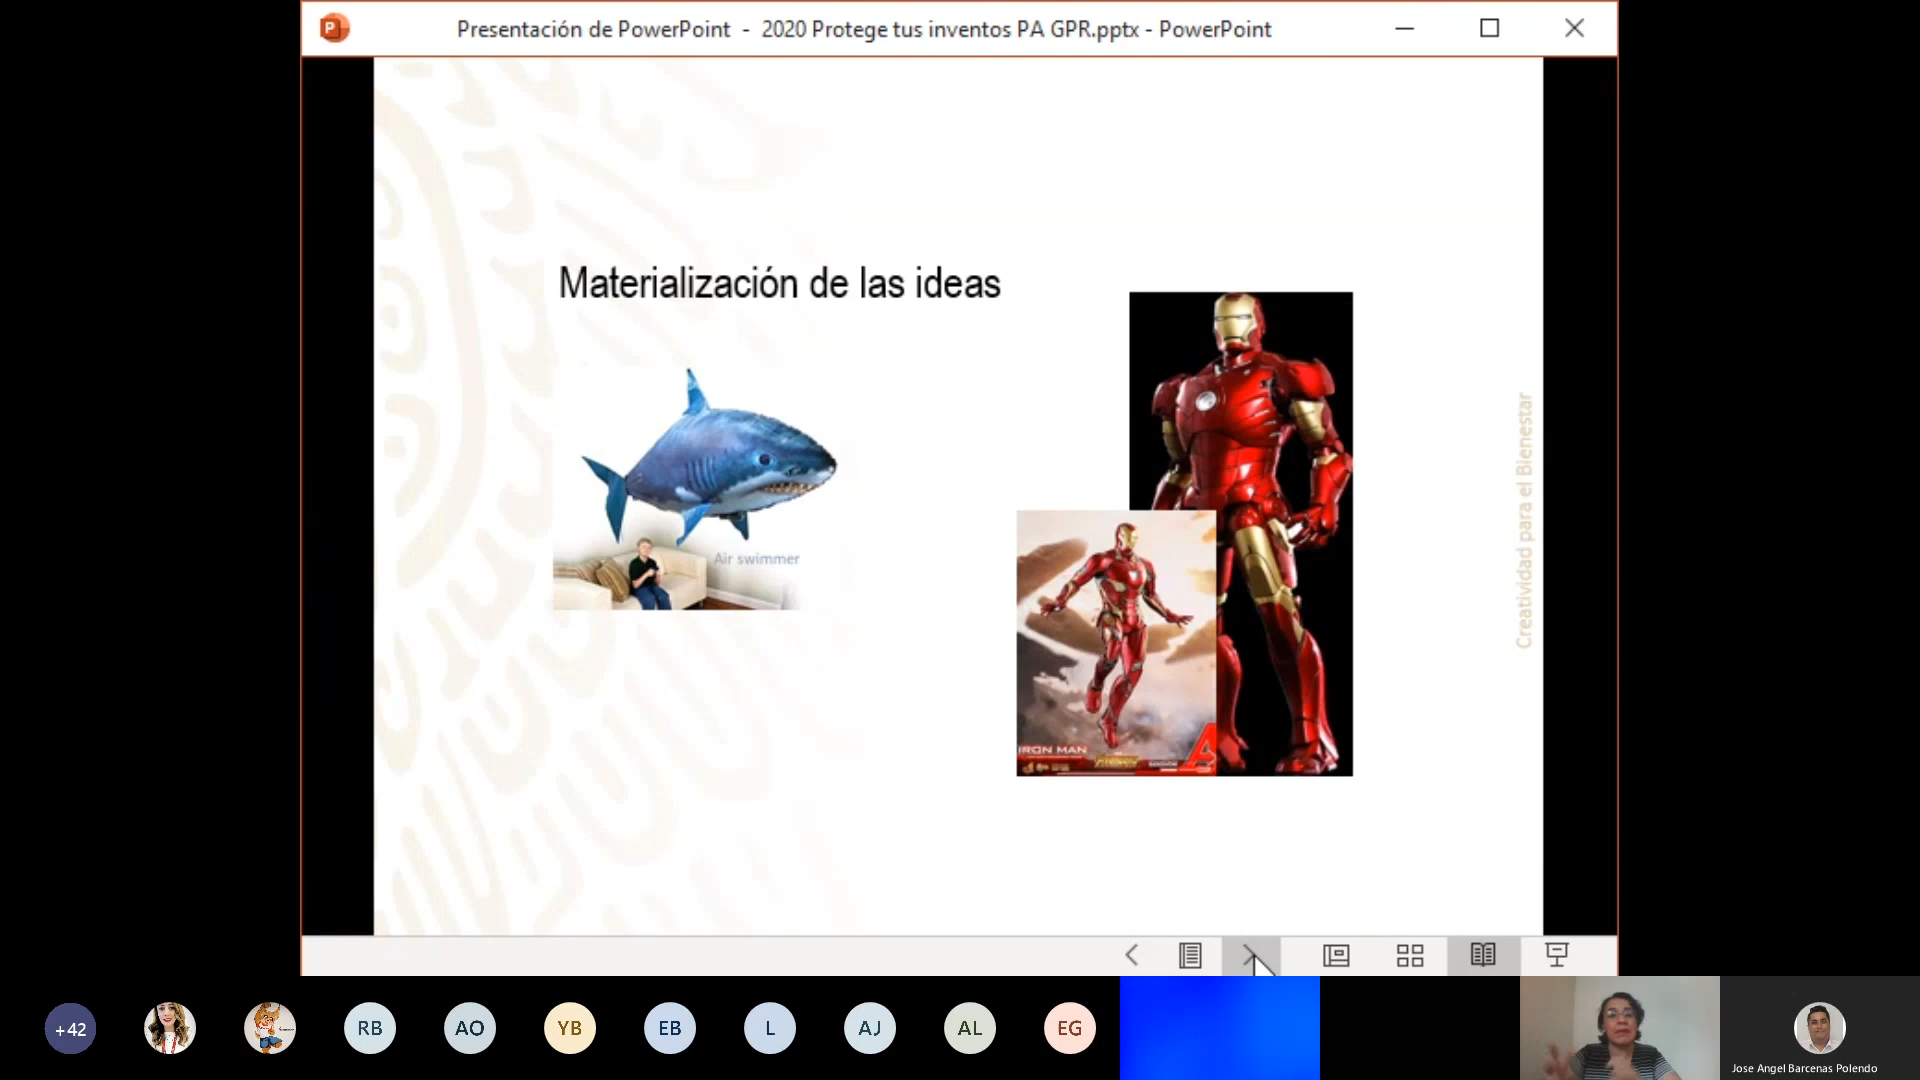 Presentación de PowerPoint - 2020 Protege tus inventos PA GPR.pptx - PowerPoint
Materialización de las ideas
Air swimmer
IRON MAN
Creatividad para el Bienestar
+42
RB
AO
YB
EB
L
AJ
AL
EG
Jose Angel Barcenas Polendo